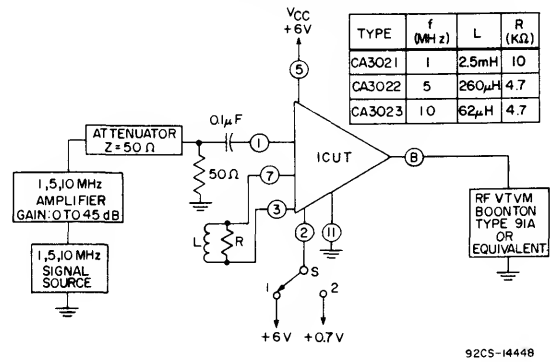 VCC
+6V
TYPE f (MHz) L R (KΩ)
CA3021 1 2.5mH 10
CA3022 5 260μH 4.7
CA3023 10 62μH 4.7
5
0.1μF
ATTENUATOR
Z=50Ω
1
ICUT
8
50Ω
7
1,5,10 MHz
AMPLIFIER
GAIN: 0 TO 45 dB
3
L R
2
11
RF VTVM
BOONTON
TYPE 91A
OR
EQUIVALENT
1,5,10 MHz
SIGNAL
SOURCE
S
1
2
+6V
+0.7V
92CS-14448